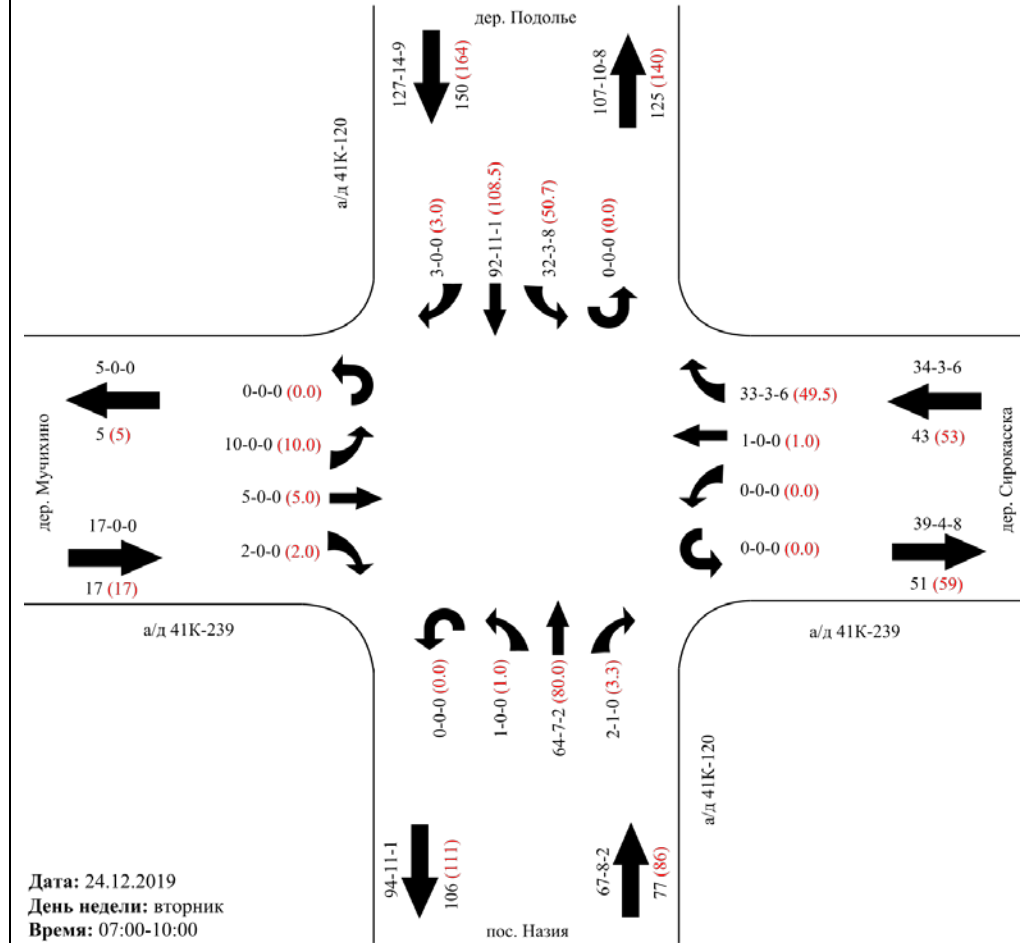 дер. Подолье
127-14-9
150 (164)
107-10-8
125 (140)
а/д 41К-120
3-0-0 (3.0)
92-11-1 (108.5)
32-3-8 (50.7)
0-0-0 (0.0)
5-0-0
5 (5)
дер. Мучихино
17-0-0
17 (17)
0-0-0 (0.0)
10-0-0 (10.0)
5-0-0 (5.0)
2-0-0 (2.0)
33-3-6 (49.5)
1-0-0 (1.0)
0-0-0 (0.0)
0-0-0 (0.0)
34-3-6
43 (53)
дер. Сирокасска
39-4-8
51 (59)
а/д 41К-239
а/д 41К-239
0-0-0 (0.0)
1-0-0 (1.0)
64-7-2 (80.0)
2-1-0 (3.3)
а/д 41К-120
94-11-1
106 (111)
67-8-2
77 (86)
пос. Назия
Дата: 24.12.2019
День недели: вторник
Время: 07:00-10:00